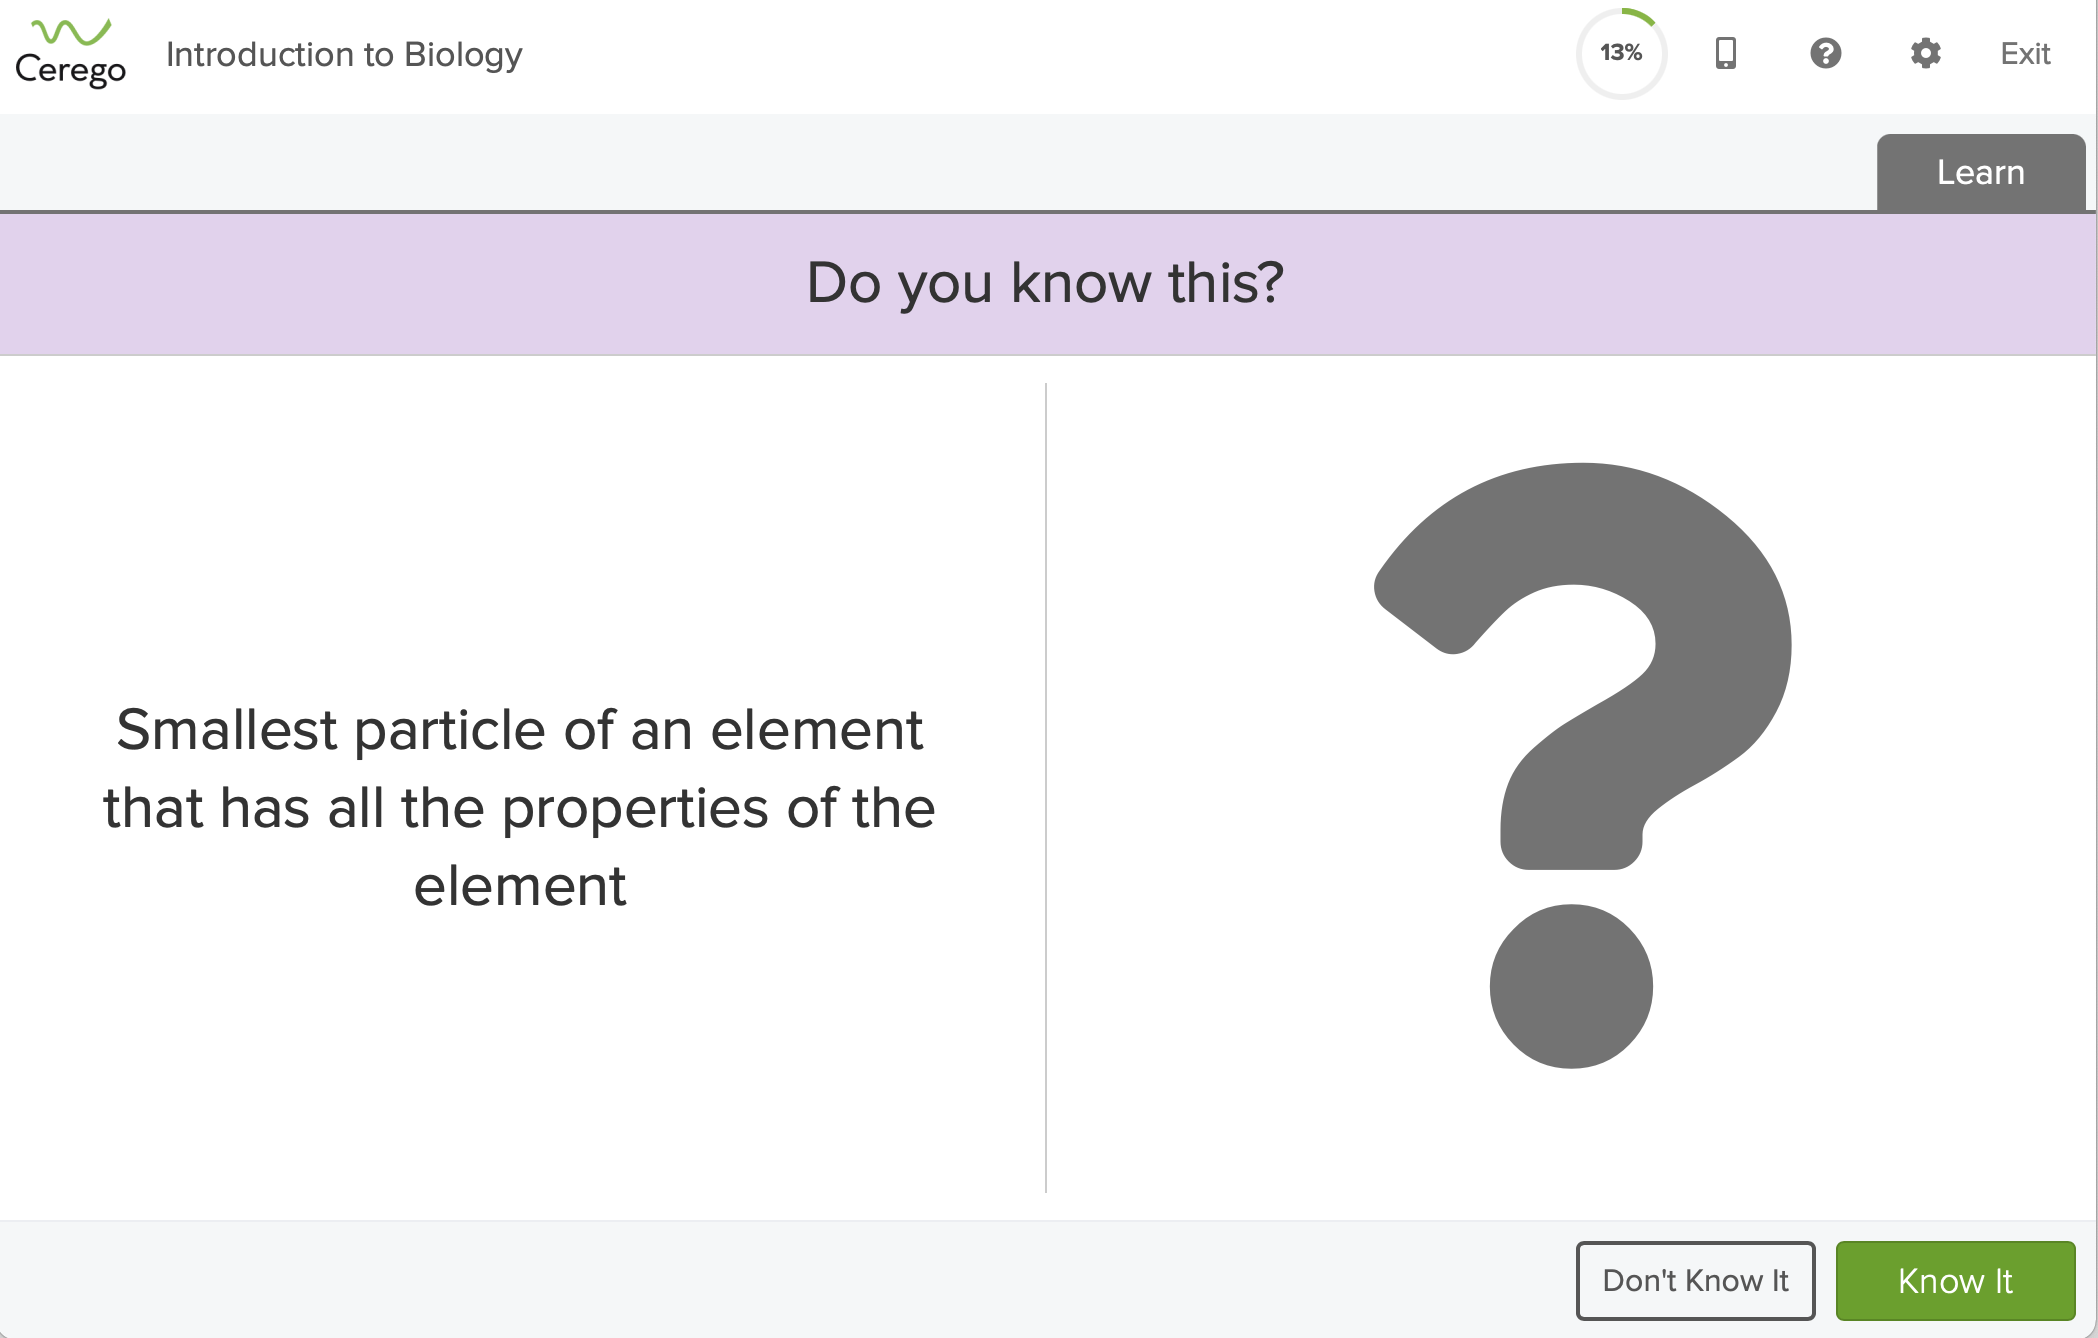 Cerego
Introduction to Biology
13%
Exit
Learn
Do you know this?
Smallest particle of an element
that has all the properties of the
element
Don't Know It
Know It